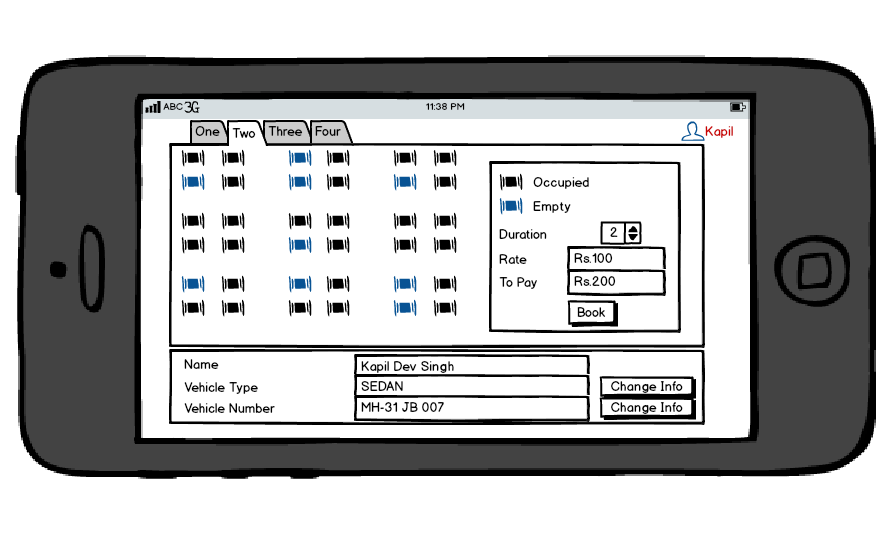 ABC 3G 11:38 PM
One Two Three Four Kapil
Occupied
Empty
Duration 2
Rate Rs.100
To Pay Rs.200
Book
Name Kapil Dev Singh
Vehicle Type SEDAN Change Info
Vehicle Number MH-31 JB 007 Change Info